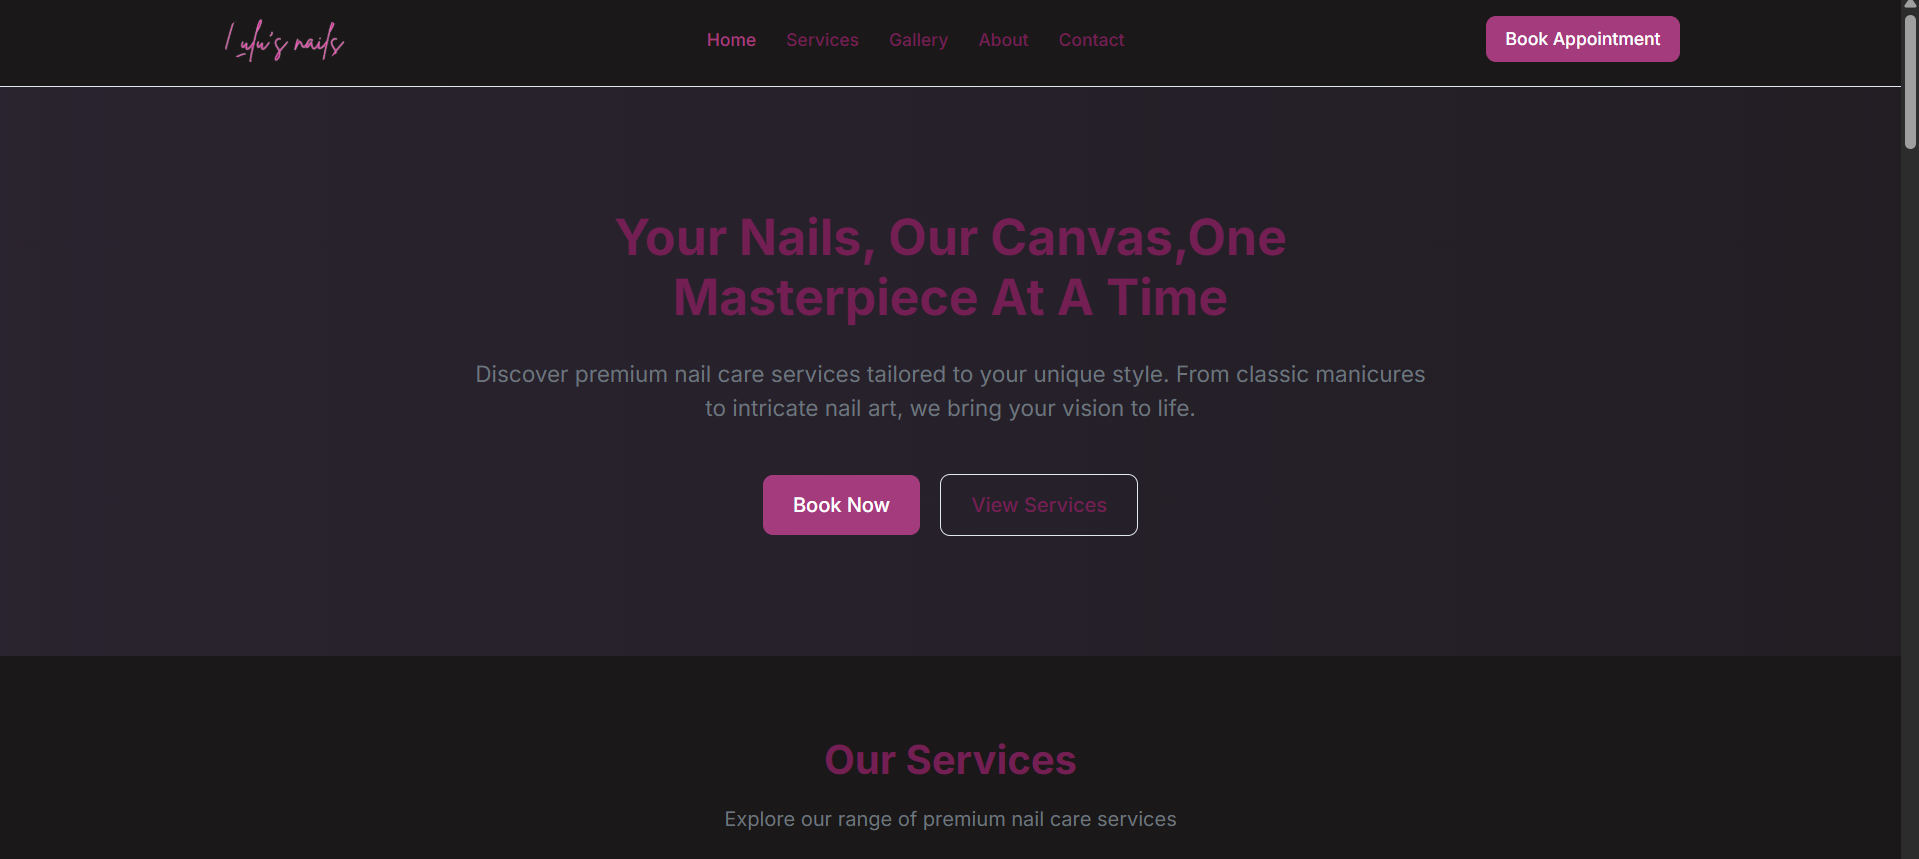 Lulu's nails
Home Services Gallery About Contact
Book Appointment
Your Nails, Our Canvas,One
Masterpiece At A Time
Discover premium nail care services tailored to your unique style. From classic manicures
to intricate nail art, we bring your vision to life.
Book Now
View Services
Our Services
Explore our range of premium nail care services